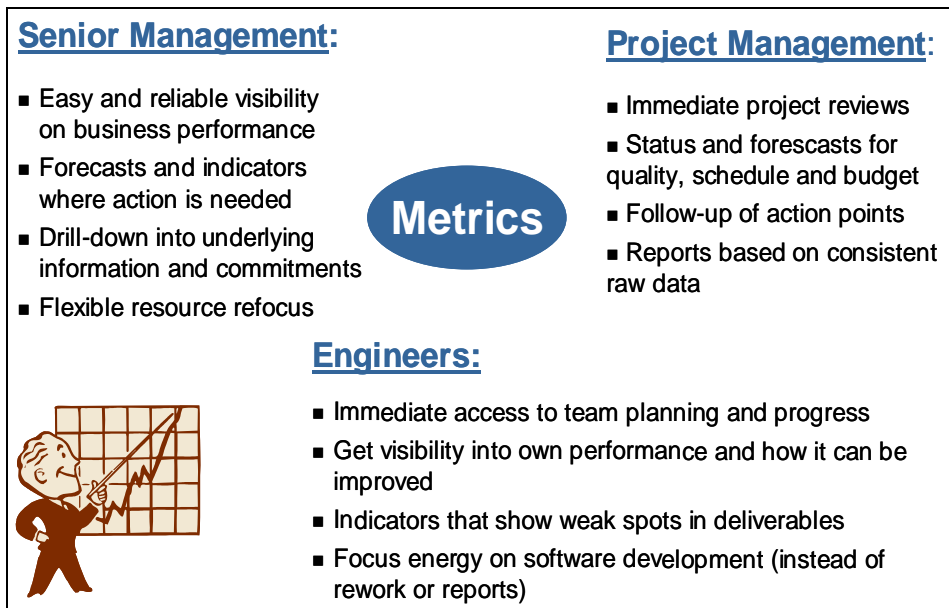 Senior Management:
■ Easy and reliable visibility
on business performance
■ Forecasts and indicators
where action is needed
■ Drill-down into underlying
information and commitments
■ Flexible resource refocus
Metrics
Project Management:
■ Immediate project reviews
■ Status and forescasts for
quality, schedule and budget
■ Follow-up of action points
■ Reports based on consistent
raw data
Engineers:
■ Immediate access to team planning and progress
■ Get visibility into own performance and how it can be
improved
■ Indicators that show weak spots in deliverables
■ Focus energy on software development (instead of
rework or reports)